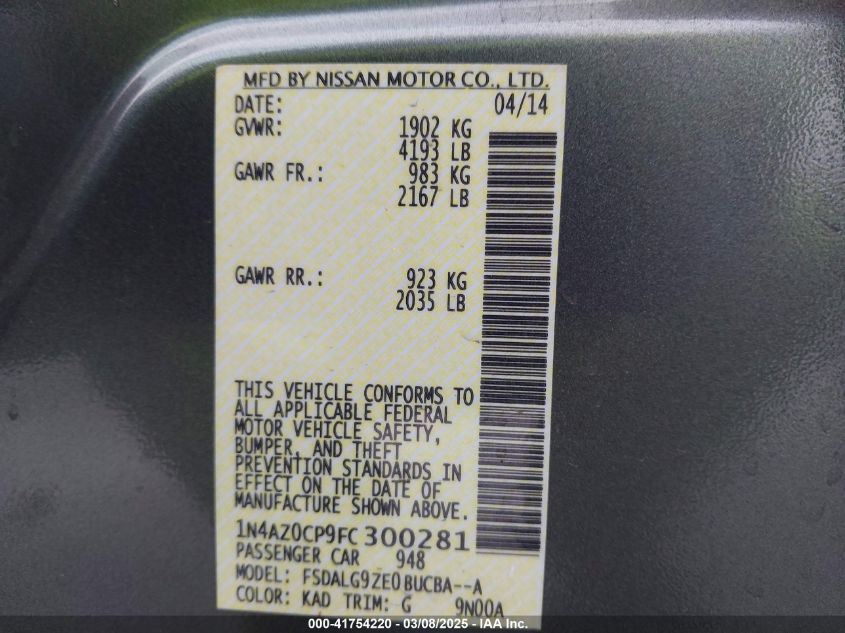 MFD BY NISSAN MOTOR CO., LTD.
DATE: 04/14
GVWR: 1902 KG
4193 LB
GAWR FR.: 983 KG
2167 LB
GAWR RR.: 923 KG
2035 LB
THIS VEHICLE CONFORMS TO
ALL APPLICABLE FEDERAL
MOTOR VEHICLE SAFETY,
BUMPER, AND THEFT
PREVENTION STANDARDS IN
EFFECT ON THE DATE OF
MANUFACTURE SHOWN ABOVE.
1N4AZ0CP9FC300281
PASSENGER CAR 948
MODEL: FSDALG9ZE0BUCBA--A
COLOR: KAD TRIM: G 9N00A
000-41754220 - 03/08/2025 - IAA Inc.